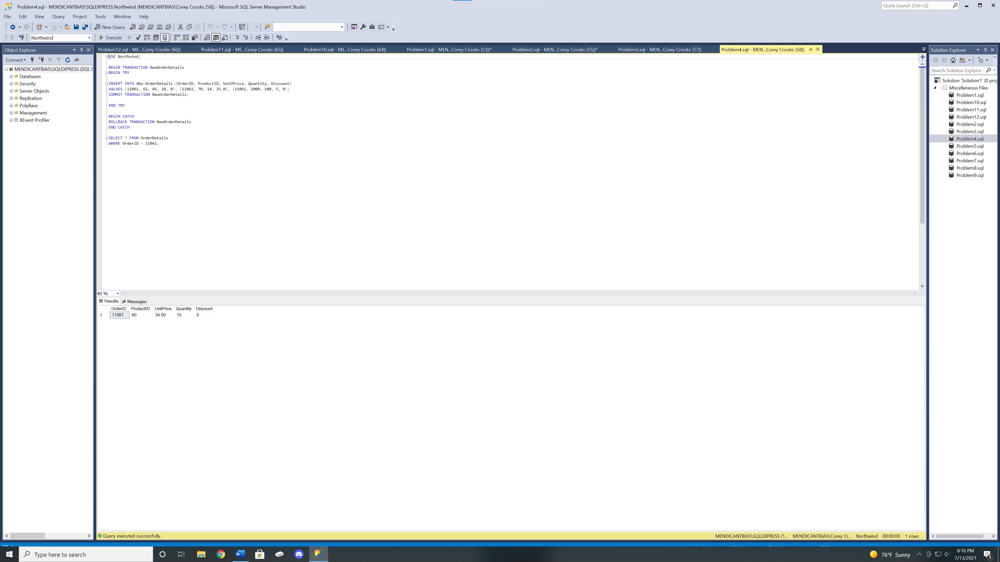 Problem4.sql - MENDICANTBIAS\SQLEXPRESS.Northwind (MENDICANTBIAS\Corey Crooks (58)) - Microsoft SQL Server Management Studio
Quick Launch (Ctrl+Q)
File Edit View Query Project Tools Window Help
New Query MDX DMX XMLA DAX
Northwind Execute
Object Explorer
Connect
MENDICANTBIAS\SQLEXPRESS (SQL S
Databases
Security
Server Objects
Replication
PolyBase
Management
XEvent Profiler
Problem12.sql - ME...Corey Crooks (66)) Problem11.sql - ME...Corey Crooks (65)) Problem10.sql - ME...Corey Crooks (64)) Problem1.sql - MEN...Corey Crooks (53))* Problem2.sql - MEN...Corey Crooks (55))* Problem3.sql - MEN...Corey Crooks (57)) Problem4.sql - MEN...Corey Crooks (58))
USE Northwind;
BEGIN TRANSACTION NewOrderDetails
BEGIN TRY
INSERT INTO dbo.OrderDetails (OrderID, ProductID, UnitPrice, Quantity, Discount)
VALUES (11061, 62, 45, 10, 0), (11061, 70, 14, 25,0), (11061, 1000, 100, 5, 0);
COMMIT TRANSACTION NewOrderDetails;
END TRY
BEGIN CATCH
ROLLBACK TRANSACTION NewOrderDetails
END CATCH
SELECT * FROM OrderDetails
WHERE OrderID = 11061;
82 %
Results Messages
OrderID ProductID UnitPrice Quantity Discount
1 11061 60 34.00 15 0
Query executed successfully.
MENDICANTBIAS\SQLEXPRESS (1... MENDICANTBIAS\Corey Cr... Northwind 00:00:00 1 rows
Solution Explorer
Search Solution Explorer (
Solution 'Solution1' (0 proj
Miscellaneous Files
Problem1.sql
Problem10.sql
Problem11.sql
Problem12.sql
Problem2.sql
Problem3.sql
Problem4.sql
Problem5.sql
Problem6.sql
Problem7.sql
Problem8.sql
Problem9.sql
Type here to search
76°F Sunny
8:16 PM
7/13/2021
1